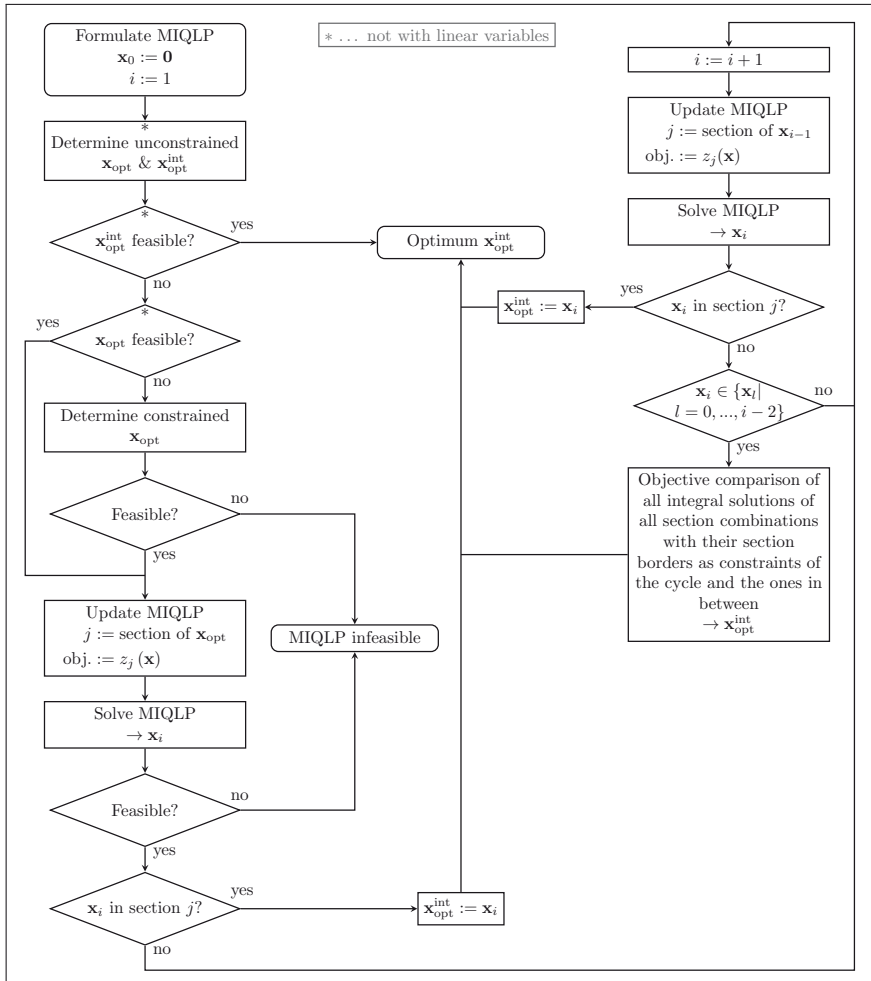 Formulate MIQLP
x₀ := 0
i := 1
* … not with linear variables
*
Determine unconstrained
x_opt & x_opt^int
*
x_opt^int feasible?
yes
no
Optimum x_opt^int
*
x_opt feasible?
yes
no
Determine constrained
x_opt
Feasible?
no
yes
Update MIQLP
j := section of x_opt
obj. := z_j (x)
MIQLP infeasible
Solve MIQLP
→ x_i
Feasible?
no
yes
x_i in section j?
yes
no
x_opt^int := x_i
i := i + 1
Update MIQLP
j := section of x_{i−1}
obj. := z_j(x)
Solve MIQLP
→ x_i
x_i in section j?
yes
x_opt^int := x_i
no
x_i ∈ {x_l|
l = 0, ..., i − 2}
no
yes
Objective comparison of
all integral solutions of
all section combinations
with their section
borders as constraints of
the cycle and the ones in
between
→ x_opt^int